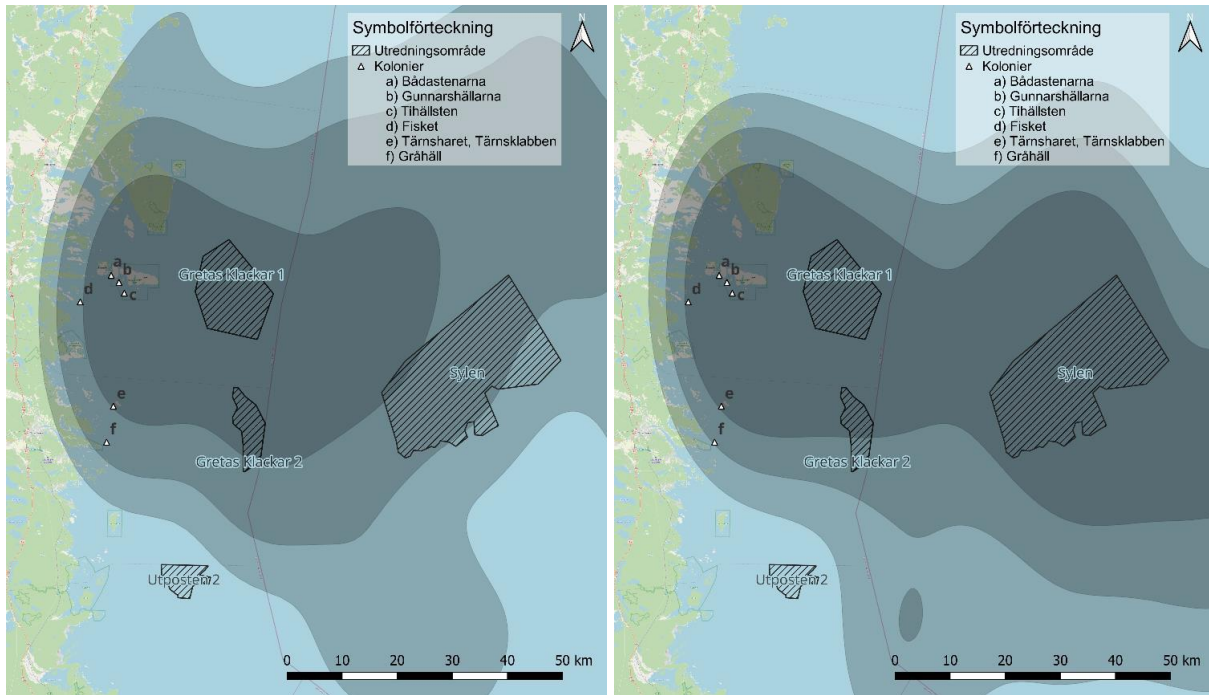 Symbolförteckning
Utredningsområde
Kolonier
a) Bådastenarna
b) Gunnarshällarna
c) Tihällsten
d) Fisket
e) Tärnsharet, Tärnsklabben
f) Gråhäll
N
a
b
c
d
Gretas Klackar 1
Sylen
e
f
Gretas Klackar 2
Utposten 2
0 10 20 30 40 50 km
Symbolförteckning
Utredningsområde
Kolonier
a) Bådastenarna
b) Gunnarshällarna
c) Tihällsten
d) Fisket
e) Tärnsharet, Tärnsklabben
f) Gråhäll
N
a
b
c
d
Gretas Klackar 1
Sylen
e
f
Gretas Klackar 2
Utposten 2
0 10 20 30 40 50 km